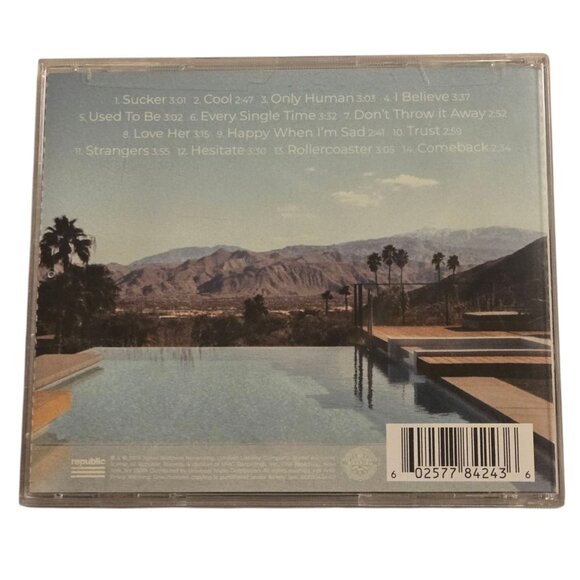 1. Sucker 3:01 2. Cool 2:47 3. Only Human 3:03 4. I Believe 3:37
5. Used To Be 3:02 6. Every Single Time 3:32 7. Don't Throw It Away 2:52
8. Love Her 3:15 9. Happy When I'm Sad 2:41 10. Trust 2:59
11. Strangers 3:55 12. Hesitate 3:30 13. Rollercoaster 3:05 14. Comeback 2:34
republic
6 02577 84243 6